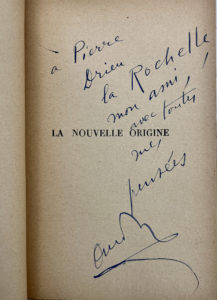 à Pierre
Drieu
la Rochelle
mon ami,
avec toutes
mes
pensées
LA NOUVELLE ORIGINE